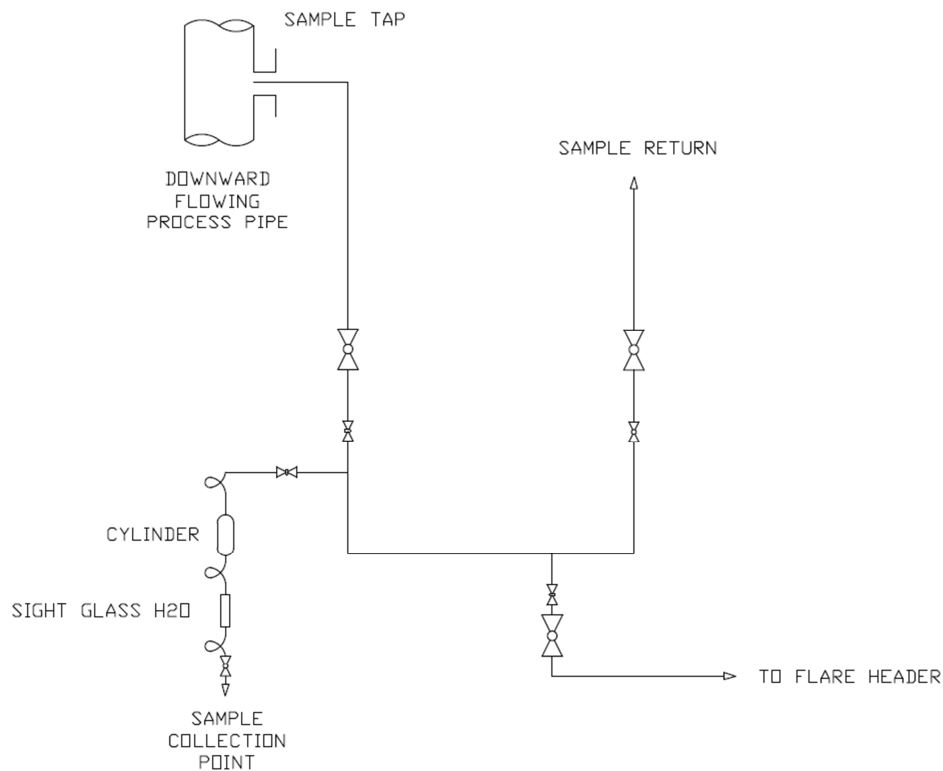 SAMPLE TAP
DOWNWARD
FLOWING
PROCESS PIPE
SAMPLE RETURN
CYLINDER
SIGHT GLASS H2O
SAMPLE
COLLECTION
POINT
TO FLARE HEADER